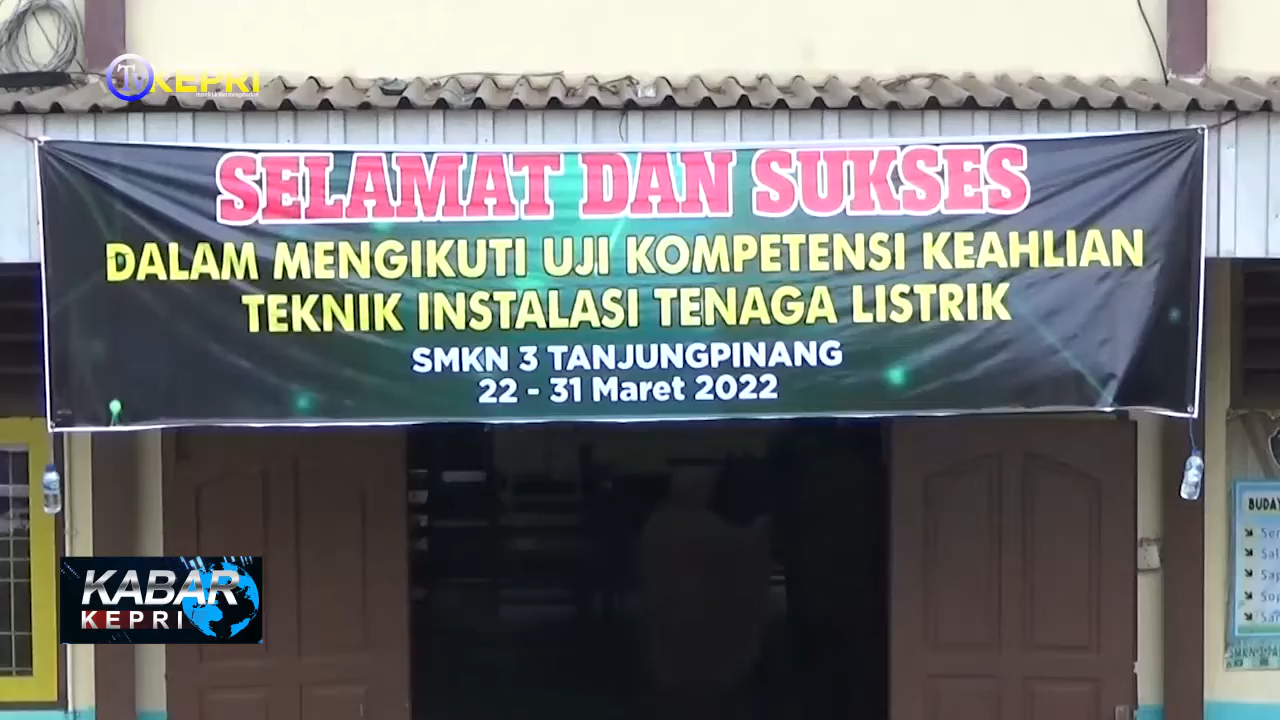 KEPRI
SELAMAT DAN SUKSES
DALAM MENGIKUTI UJI KOMPETENSI KEAHLIAN
TEKNIK INSTALASI TENAGA LISTRIK
SMKN 3 TANJUNGPINANG
22 - 31 Maret 2022
KABAR
KEPRI